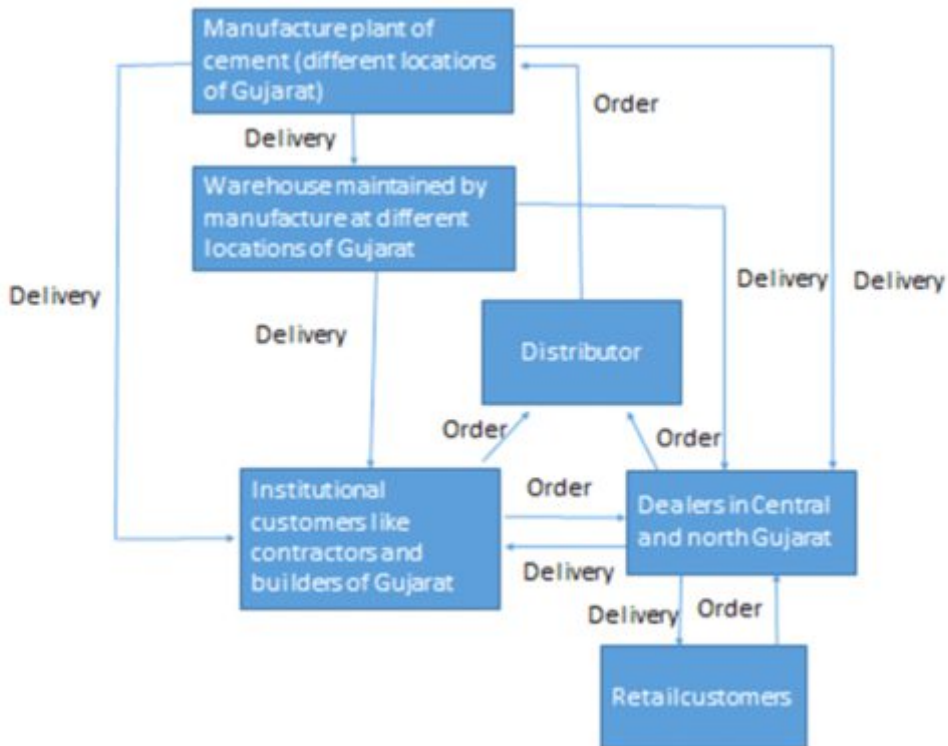 Manufacture plant of
cement (different locations
of Gujarat)
Order
Delivery
Warehouse maintained by
manufacture at different
locations of Gujarat
Delivery
Delivery
Delivery
Delivery
Distributor
Order
Order
Institutional
customers like
contractors and
builders of Gujarat
Order
Delivery
Dealers in Central
and north Gujarat
Delivery
Order
Retail customers